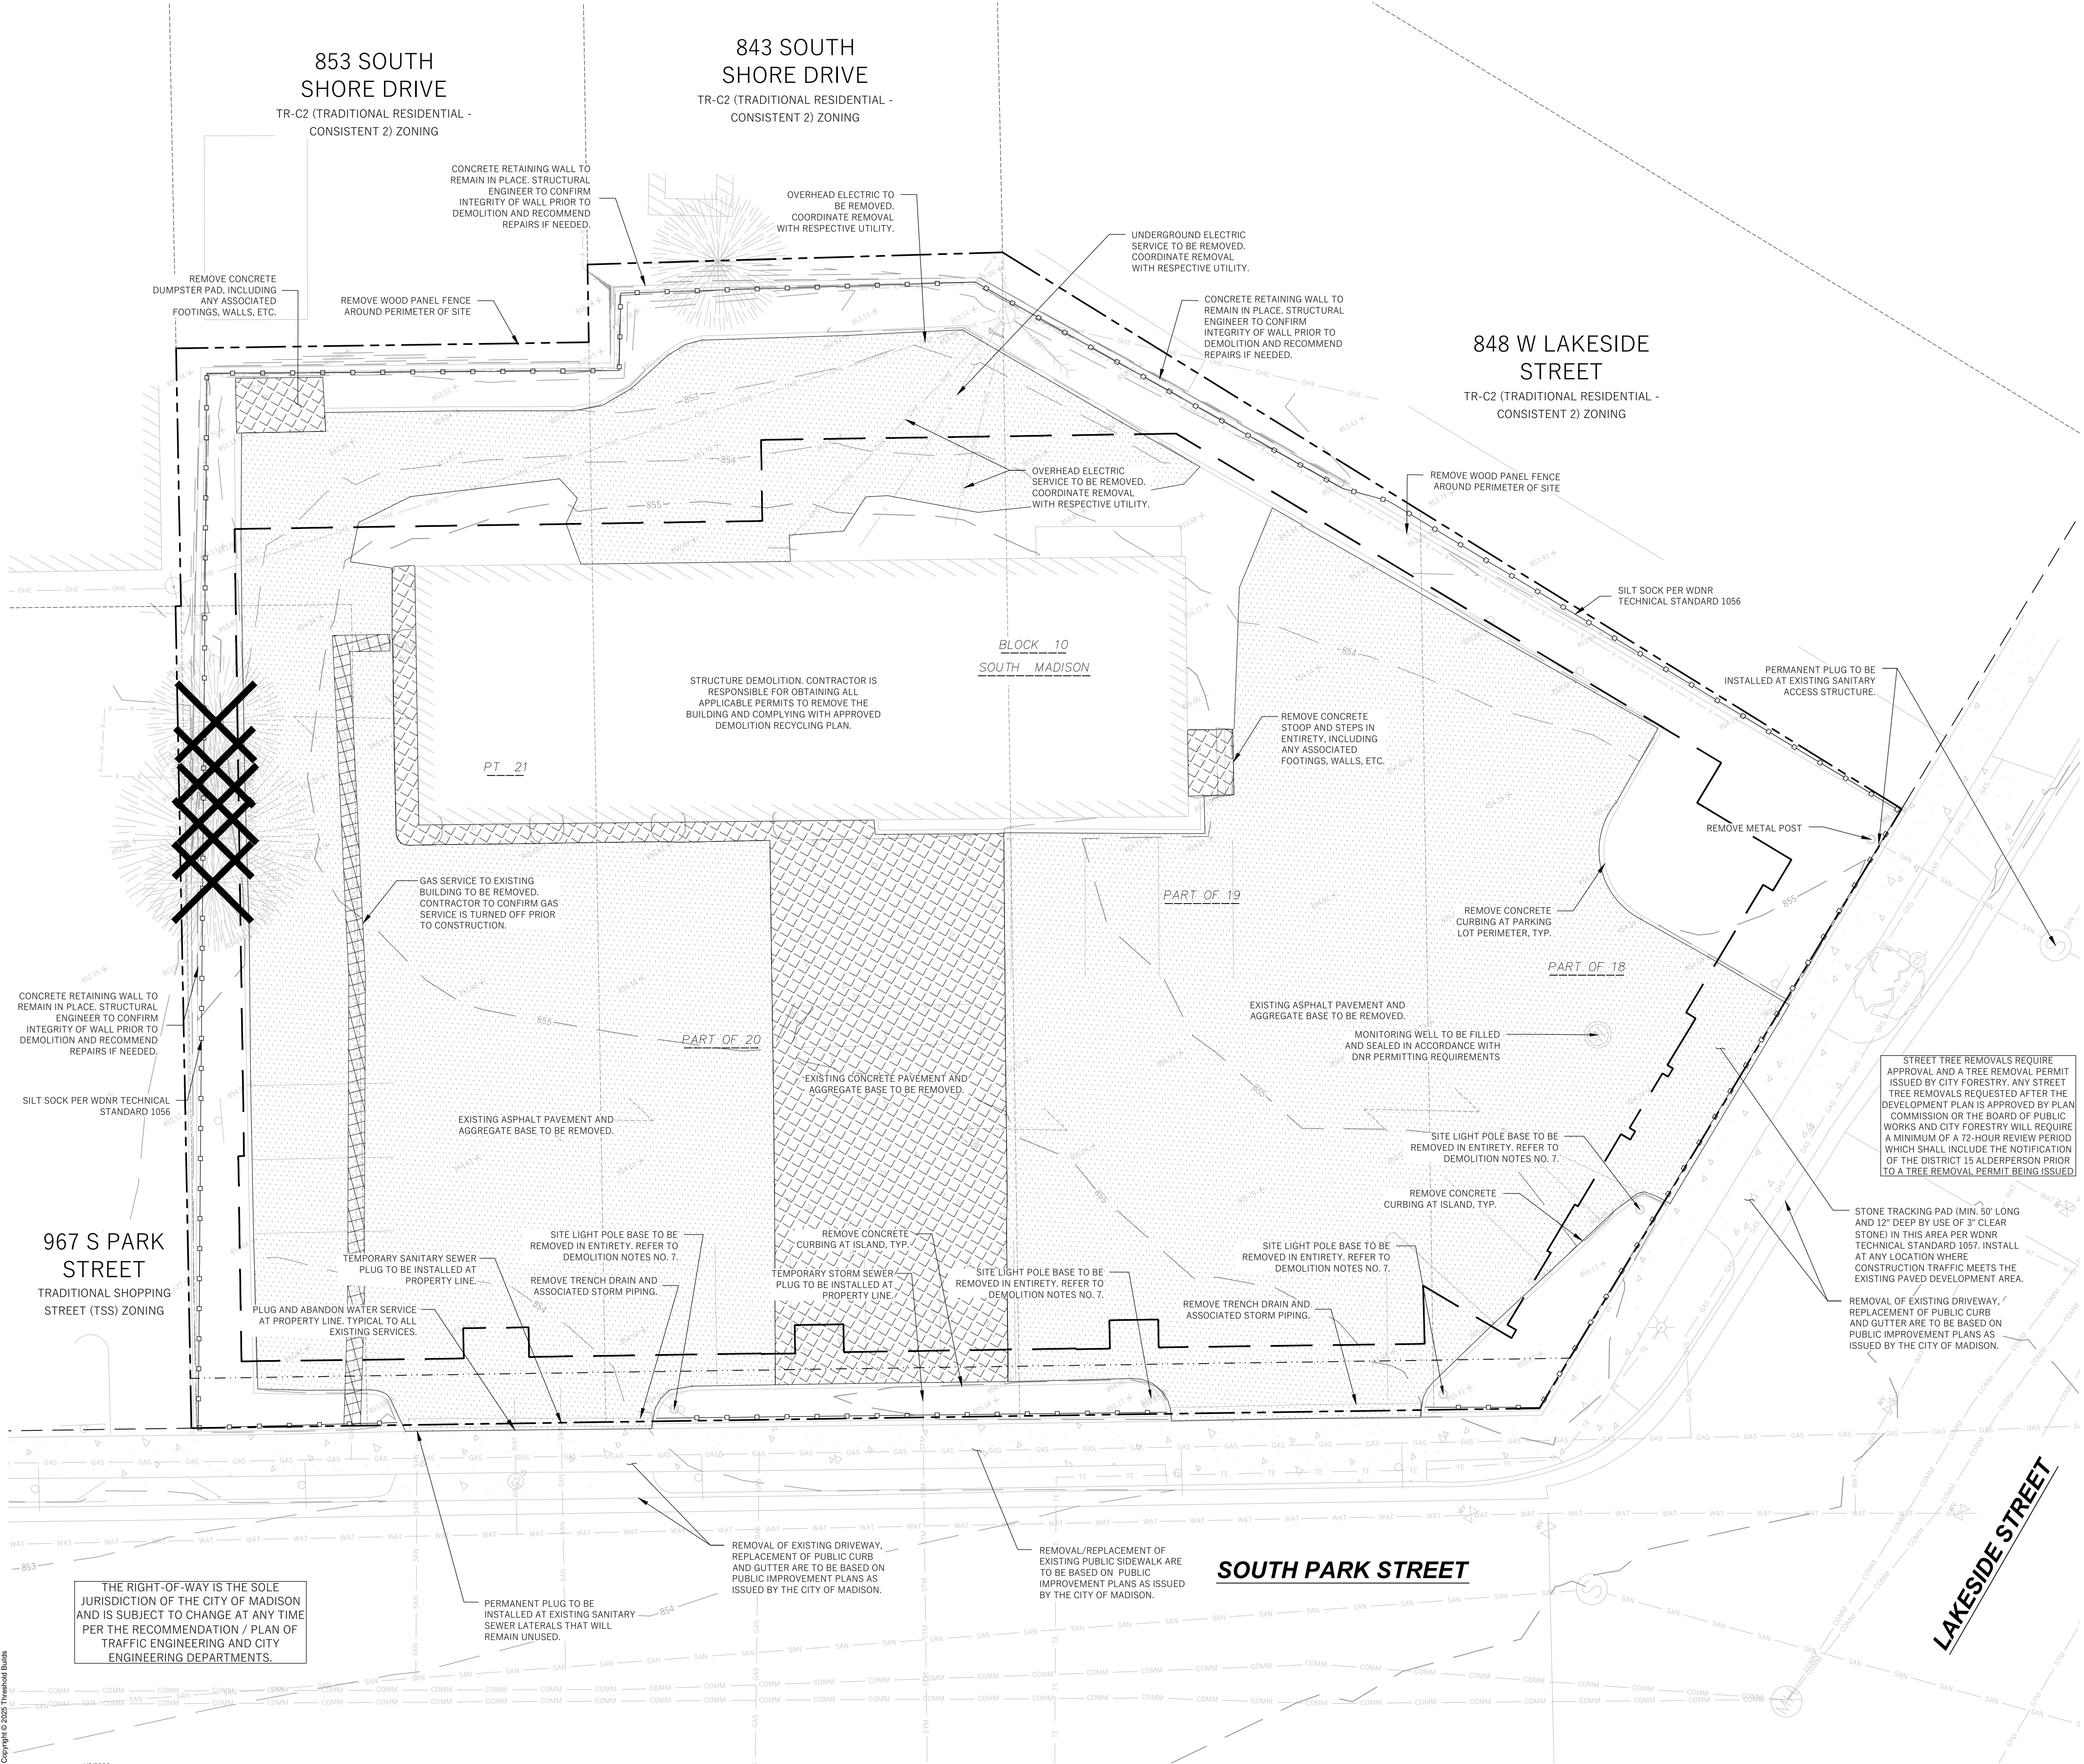 853 SOUTH
SHORE DRIVE
TR-C2 (TRADITIONAL RESIDENTIAL -
CONSISTENT 2) ZONING
843 SOUTH
SHORE DRIVE
TR-C2 (TRADITIONAL RESIDENTIAL -
CONSISTENT 2) ZONING
CONCRETE RETAINING WALL TO
REMAIN IN PLACE. STRUCTURAL
ENGINEER TO CONFIRM
INTEGRITY OF WALL PRIOR TO
DEMOLITION AND RECOMMEND
REPAIRS IF NEEDED.
OVERHEAD ELECTRIC TO
BE REMOVED.
COORDINATE REMOVAL
WITH RESPECTIVE UTILITY.
UNDERGROUND ELECTRIC
SERVICE TO BE REMOVED.
COORDINATE REMOVAL
WITH RESPECTIVE UTILITY.
REMOVE CONCRETE
DUMPSTER PAD, INCLUDING
ANY ASSOCIATED
FOOTINGS, WALLS, ETC.
REMOVE WOOD PANEL FENCE
AROUND PERIMETER OF SITE
CONCRETE RETAINING WALL TO
REMAIN IN PLACE. STRUCTURAL
ENGINEER TO CONFIRM
INTEGRITY OF WALL PRIOR TO
DEMOLITION AND RECOMMEND
REPAIRS IF NEEDED.
848 W LAKESIDE
STREET
TR-C2 (TRADITIONAL RESIDENTIAL -
CONSISTENT 2) ZONING
853
854
855
OVERHEAD ELECTRIC
SERVICE TO BE REMOVED.
COORDINATE REMOVAL
WITH RESPECTIVE UTILITY.
REMOVE WOOD PANEL FENCE
AROUND PERIMETER OF SITE
SILT SOCK PER WDNR
TECHNICAL STANDARD 1056
BLOCK 10
SOUTH MADISON
854
STRUCTURE DEMOLITION. CONTRACTOR IS
RESPONSIBLE FOR OBTAINING ALL
APPLICABLE PERMITS TO REMOVE THE
BUILDING AND COMPLYING WITH APPROVED
DEMOLITION RECYCLING PLAN.
PERMANENT PLUG TO BE
INSTALLED AT EXISTING SANITARY
ACCESS STRUCTURE.
REMOVE CONCRETE
STOOP AND STEPS IN
ENTIRETY, INCLUDING
ANY ASSOCIATED
FOOTINGS, WALLS, ETC.
PT 21
REMOVE METAL POST
GAS SERVICE TO EXISTING
BUILDING TO BE REMOVED.
CONTRACTOR TO CONFIRM GAS
SERVICE IS TURNED OFF PRIOR
TO CONSTRUCTION.
PART OF 19
855
REMOVE CONCRETE
CURBING AT PARKING
LOT PERIMETER, TYP.
PART OF 18
CONCRETE RETAINING WALL TO
REMAIN IN PLACE. STRUCTURAL
ENGINEER TO CONFIRM
INTEGRITY OF WALL PRIOR TO
DEMOLITION AND RECOMMEND
REPAIRS IF NEEDED.
855
PART OF 20
EXISTING ASPHALT PAVEMENT AND
AGGREGATE BASE TO BE REMOVED.
MONITORING WELL TO BE FILLED
AND SEALED IN ACCORDANCE WITH
DNR PERMITTING REQUIREMENTS
EXISTING CONCRETE PAVEMENT AND
AGGREGATE BASE TO BE REMOVED.
855
STREET TREE REMOVALS REQUIRE
APPROVAL AND A TREE REMOVAL PERMIT
ISSUED BY CITY FORESTRY. ANY STREET
TREE REMOVALS REQUESTED AFTER THE
DEVELOPMENT PLAN IS APPROVED BY PLAN
COMMISSION OR THE BOARD OF PUBLIC
WORKS AND CITY FORESTRY WILL REQUIRE
A MINIMUM OF A 72-HOUR REVIEW PERIOD
WHICH SHALL INCLUDE THE NOTIFICATION
OF THE DISTRICT 15 ALDERPERSON PRIOR
TO A TREE REMOVAL PERMIT BEING ISSUED
SILT SOCK PER WDNR TECHNICAL
STANDARD 1056
EXISTING ASPHALT PAVEMENT AND
AGGREGATE BASE TO BE REMOVED.
SITE LIGHT POLE BASE TO BE
REMOVED IN ENTIRETY. REFER TO
DEMOLITION NOTES NO. 7.
855
REMOVE CONCRETE
CURBING AT ISLAND, TYP.
STONE TRACKING PAD (MIN. 50' LONG
AND 12" DEEP BY USE OF 3" CLEAR
STONE) IN THIS AREA PER WDNR
TECHNICAL STANDARD 1057. INSTALL
AT ANY LOCATION WHERE
CONSTRUCTION TRAFFIC MEETS THE
EXISTING PAVED DEVELOPMENT AREA.
967 S PARK
STREET
TRADITIONAL SHOPPING
STREET (TSS) ZONING
TEMPORARY SANITARY SEWER
PLUG TO BE INSTALLED AT
PROPERTY LINE.
SITE LIGHT POLE BASE TO BE
REMOVED IN ENTIRETY. REFER TO
DEMOLITION NOTES NO. 7.
REMOVE TRENCH DRAIN AND
ASSOCIATED STORM PIPING.
REMOVE CONCRETE
CURBING AT ISLAND, TYP.
TEMPORARY STORM SEWER
PLUG TO BE INSTALLED AT
PROPERTY LINE.
SITE LIGHT POLE BASE TO BE
REMOVED IN ENTIRETY. REFER TO
DEMOLITION NOTES NO. 7.
SITE LIGHT POLE BASE TO BE
REMOVED IN ENTIRETY. REFER TO
DEMOLITION NOTES NO. 7.
REMOVE TRENCH DRAIN AND
ASSOCIATED STORM PIPING.
PLUG AND ABANDON WATER SERVICE
AT PROPERTY LINE. TYPICAL TO ALL
EXISTING SERVICES.
854
REMOVAL OF EXISTING DRIVEWAY,
REPLACEMENT OF PUBLIC CURB
AND GUTTER ARE TO BE BASED ON
PUBLIC IMPROVEMENT PLANS AS
ISSUED BY THE CITY OF MADISON.
REMOVAL OF EXISTING DRIVEWAY,
REPLACEMENT OF PUBLIC CURB
AND GUTTER ARE TO BE BASED ON
PUBLIC IMPROVEMENT PLANS AS
ISSUED BY THE CITY OF MADISON.
REMOVAL/REPLACEMENT OF
EXISTING PUBLIC SIDEWALK ARE
TO BE BASED ON PUBLIC
IMPROVEMENT PLANS AS ISSUED
BY THE CITY OF MADISON.
SOUTH PARK STREET
LAKESIDE STREET
853
THE RIGHT-OF-WAY IS THE SOLE
JURISDICTION OF THE CITY OF MADISON
AND IS SUBJECT TO CHANGE AT ANY TIME
PER THE RECOMMENDATION / PLAN OF
TRAFFIC ENGINEERING AND CITY
ENGINEERING DEPARTMENTS.
PERMANENT PLUG TO BE
INSTALLED AT EXISTING SANITARY
SEWER LATERALS THAT WILL
REMAIN UNUSED.
854
Copyright © 2025 Threshold Builds